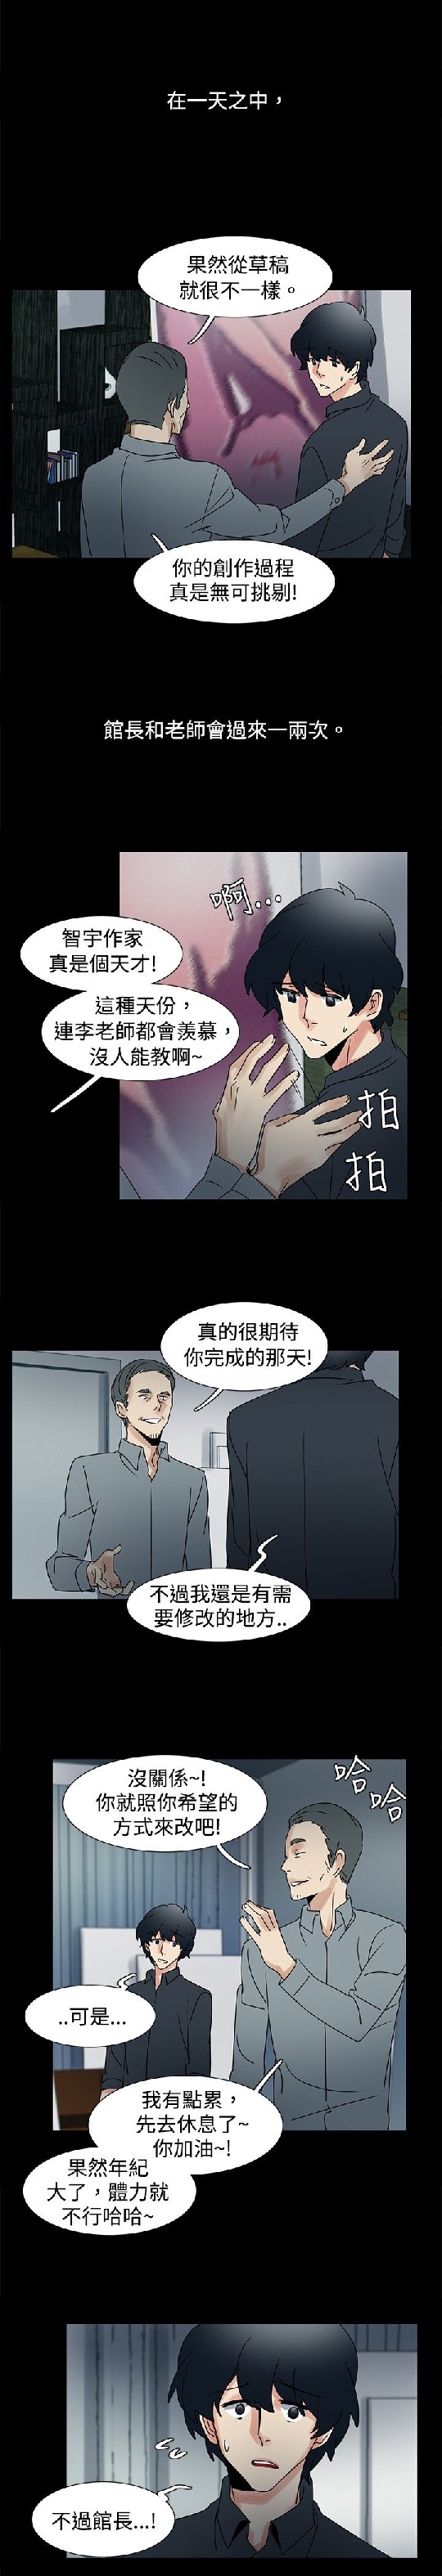 在一天之中，
果然從草稿
就很不一樣。
你的創作過程
真是無可挑剔!
館長和老師會過來一兩次。
啊...
智宇作家
真是個天才!
這種天份，
連李老師都會羨慕，
沒人能教啊~
拍
拍
真的很期待
你完成的那天!
不過我還是有需
要修改的地方..
哈
哈
沒關係~!
你就照你希望的
方式來改吧!
..可是...
我有點累，
先去休息了~
你加油~!
果然年紀
大了，體力就
不行哈哈~
不過館長...!